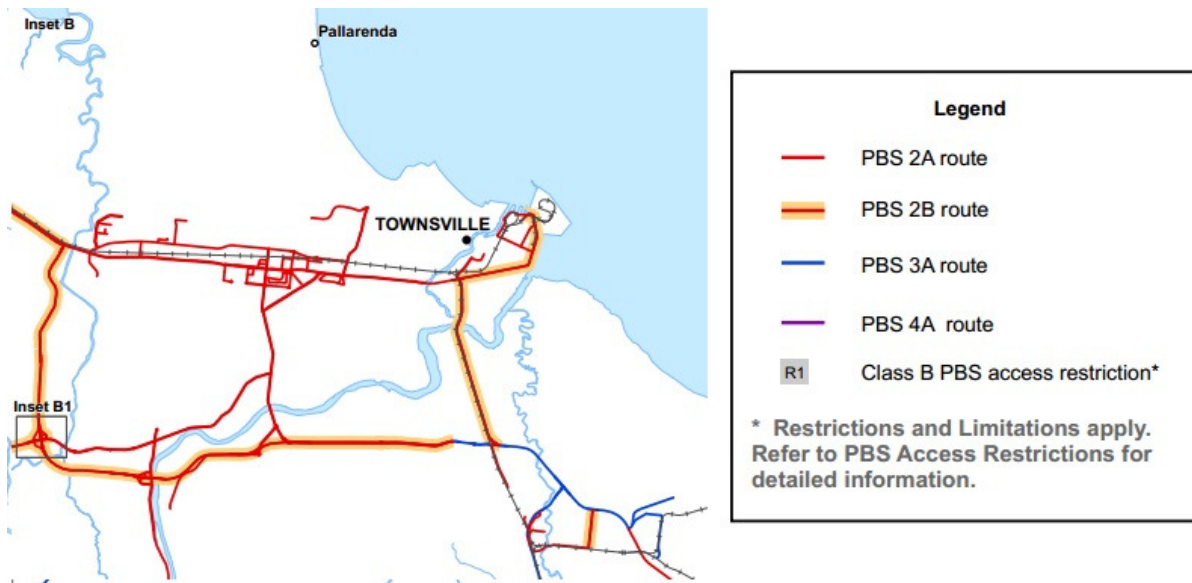 Inset B
Pallarenda
TOWNSVILLE
Inset B1
Legend
PBS 2A route
PBS 2B route
PBS 3A route
PBS 4A route
R1 Class B PBS access restriction*
* Restrictions and Limitations apply.
Refer to PBS Access Restrictions for
detailed information.